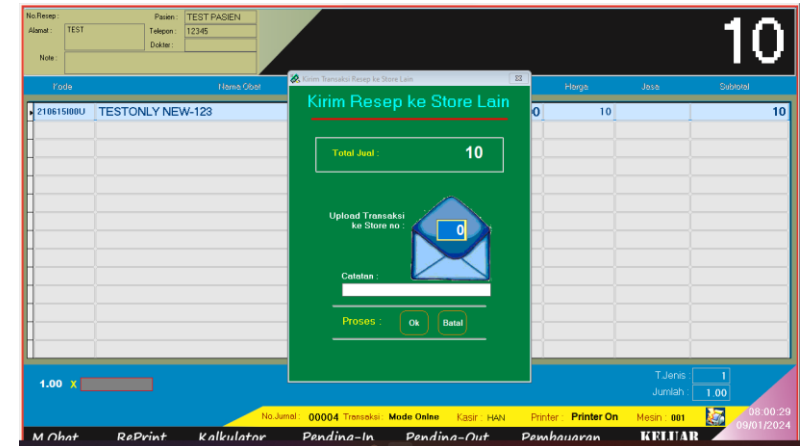 No.Resep :
Pasien : TEST PASIEN
Alamat : TEST
Telepon : 12345
Dokter :
Note :
10
Kirim Transaksi Resep ke Store Lain
Kode Nama Obat Harga Jasa Subtotal
210615I00U TESTONLY NEW-123 10 10
Kirim Resep ke Store Lain
Total Jual : 10
Upload Transaksi
ke Store no : 0
Catatan :
Proses : Ok Batal
T.Jenis : 1
Jumlah : 1.00
1.00 X
No.Jurnal : 00004 Transaksi : Mode Online Kasir : HAN Printer : Printer On Mesin : 001
08:00:29
09/01/2024
M.Obat RePrint Kalkulator Pending-In Pending-Out Pembayaran KELUAR